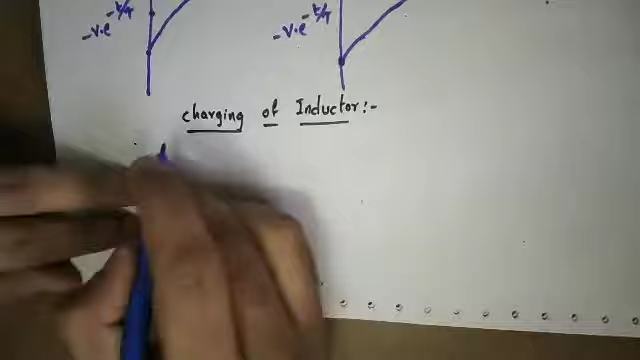 -v.e^-t/τ -v.e^-t/τ
charging of Inductor:-